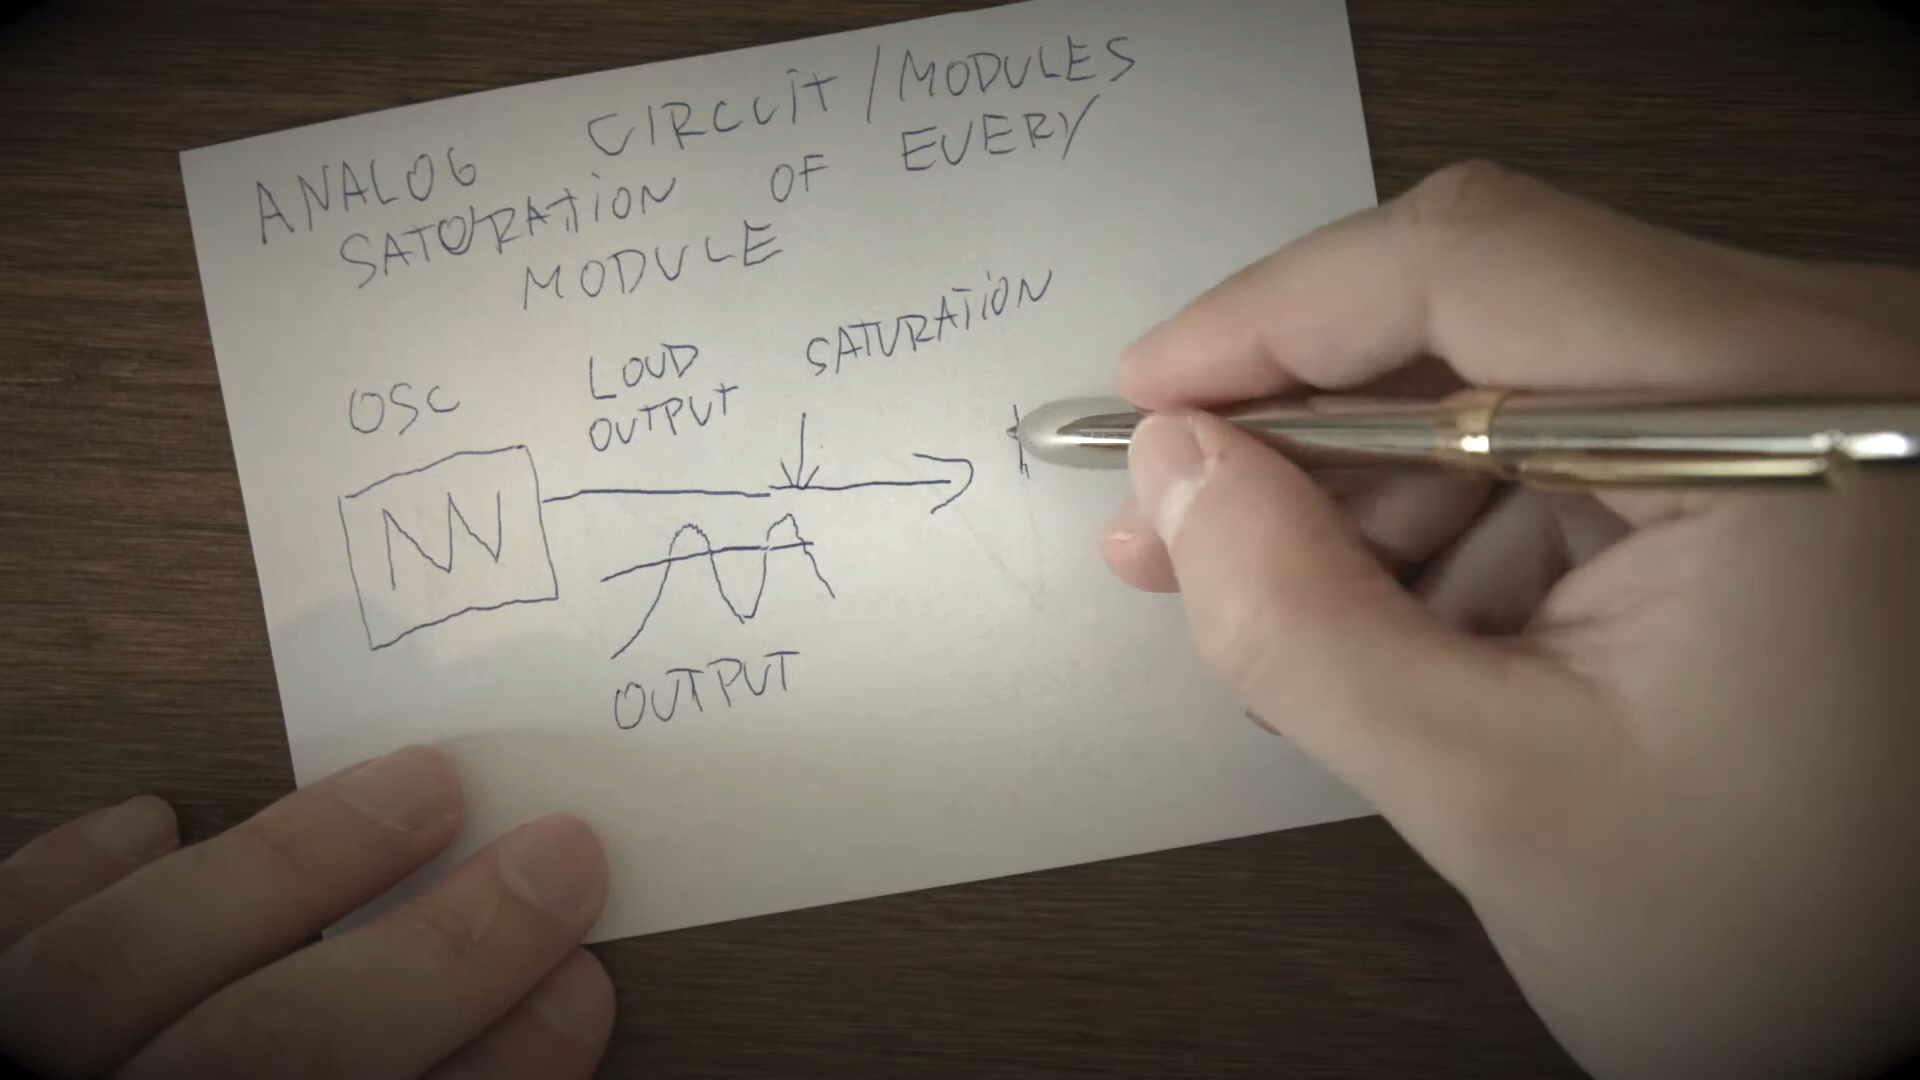 ANALOG CIRCUIT/MODULES
SATURATION OF EVERY
MODULE
OSC
LOUD
OUTPUT
SATURATION
OUTPUT